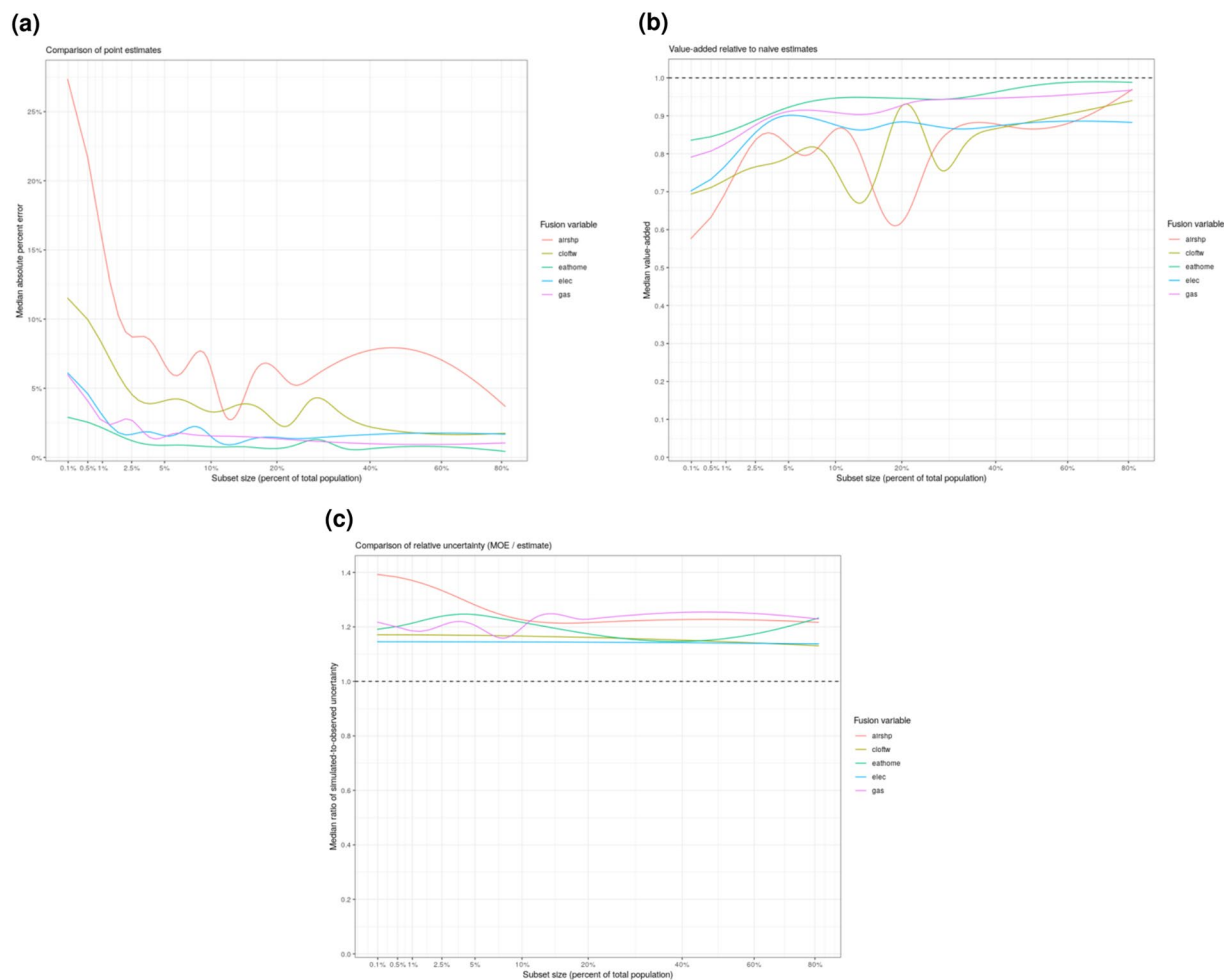 (a)
Comparison of point estimates
Median absolute percent error
25%
20%
15%
10%
5%
0%
0.1% 0.5% 1% 2.5% 5% 10% 20% 40% 60% 80%
Subset size (percent of total population)
Fusion variable
airshp
cloftw
eathome
elec
gas
(b)
Value-added relative to naive estimates
Median value-added
1.0
0.9
0.8
0.7
0.6
0.5
0.4
0.3
0.2
0.1
0.0
0.1% 0.5% 1% 2.5% 5% 10% 20% 40% 60% 80%
Subset size (percent of total population)
Fusion variable
airshp
cloftw
eathome
elec
gas
(c)
Comparison of relative uncertainty (MOE / estimate)
Median ratio of simulated-to-observed uncertainty
1.4
1.2
1.0
0.8
0.6
0.4
0.2
0.0
0.1% 0.5% 1% 2.5% 5% 10% 20% 40% 60% 80%
Subset size (percent of total population)
Fusion variable
airshp
cloftw
eathome
elec
gas